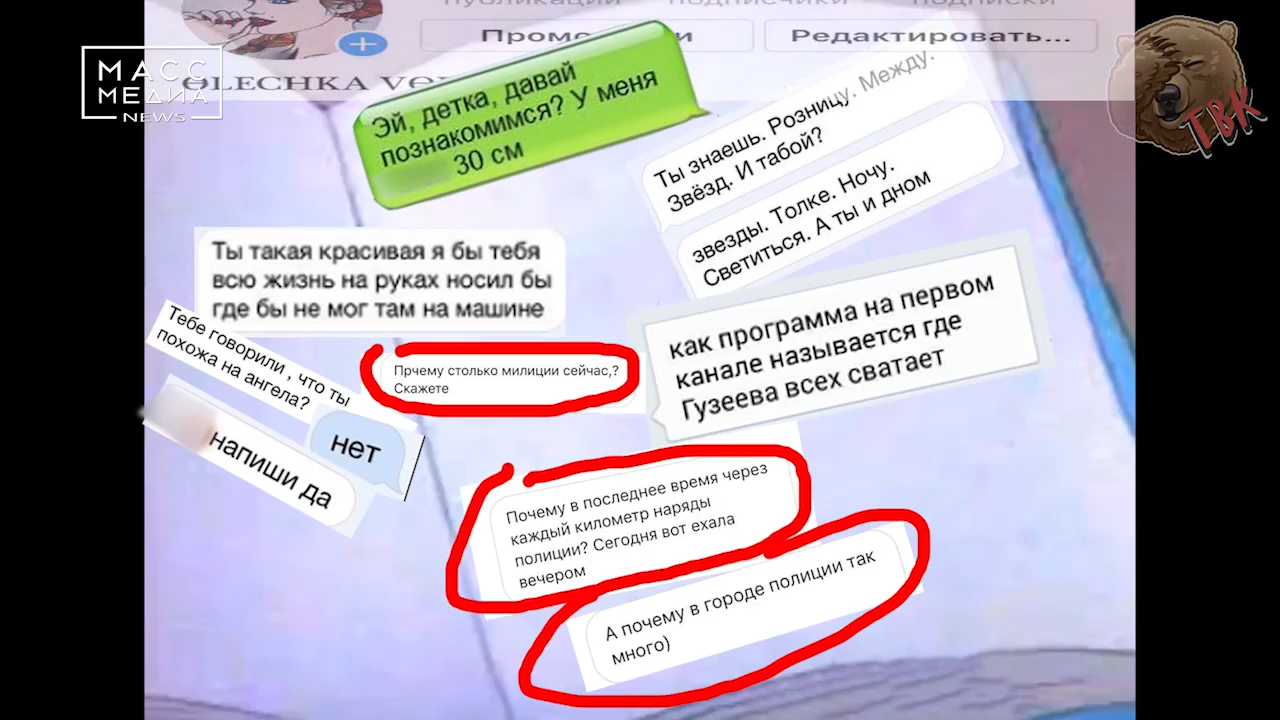 публикации подписчики подписки
Редактировать...
МАСС
МЕДИА
NEWS
OLECHKA
ТВК
Эй, детка, давай
познакомимся? У меня
30 см
Ты знаешь. Розницу. Между.
Звёзд. И табой?
звезды. Толке. Ночу.
Светиться. А ты и дном
Ты такая красивая я бы тебя
всю жизнь на руках носил бы
где бы не мог там на машине
как программа на первом
канале называется где
Гузеева всех сватает
Тебе говорили , что ты
похожа на ангела?
нет
напиши да
Прчему столько милиции сейчас,?
Скажете
Почему в последнее время через
каждый километр наряды
полиции? Сегодня вот ехала
вечером
А почему в городе полиции так
много)